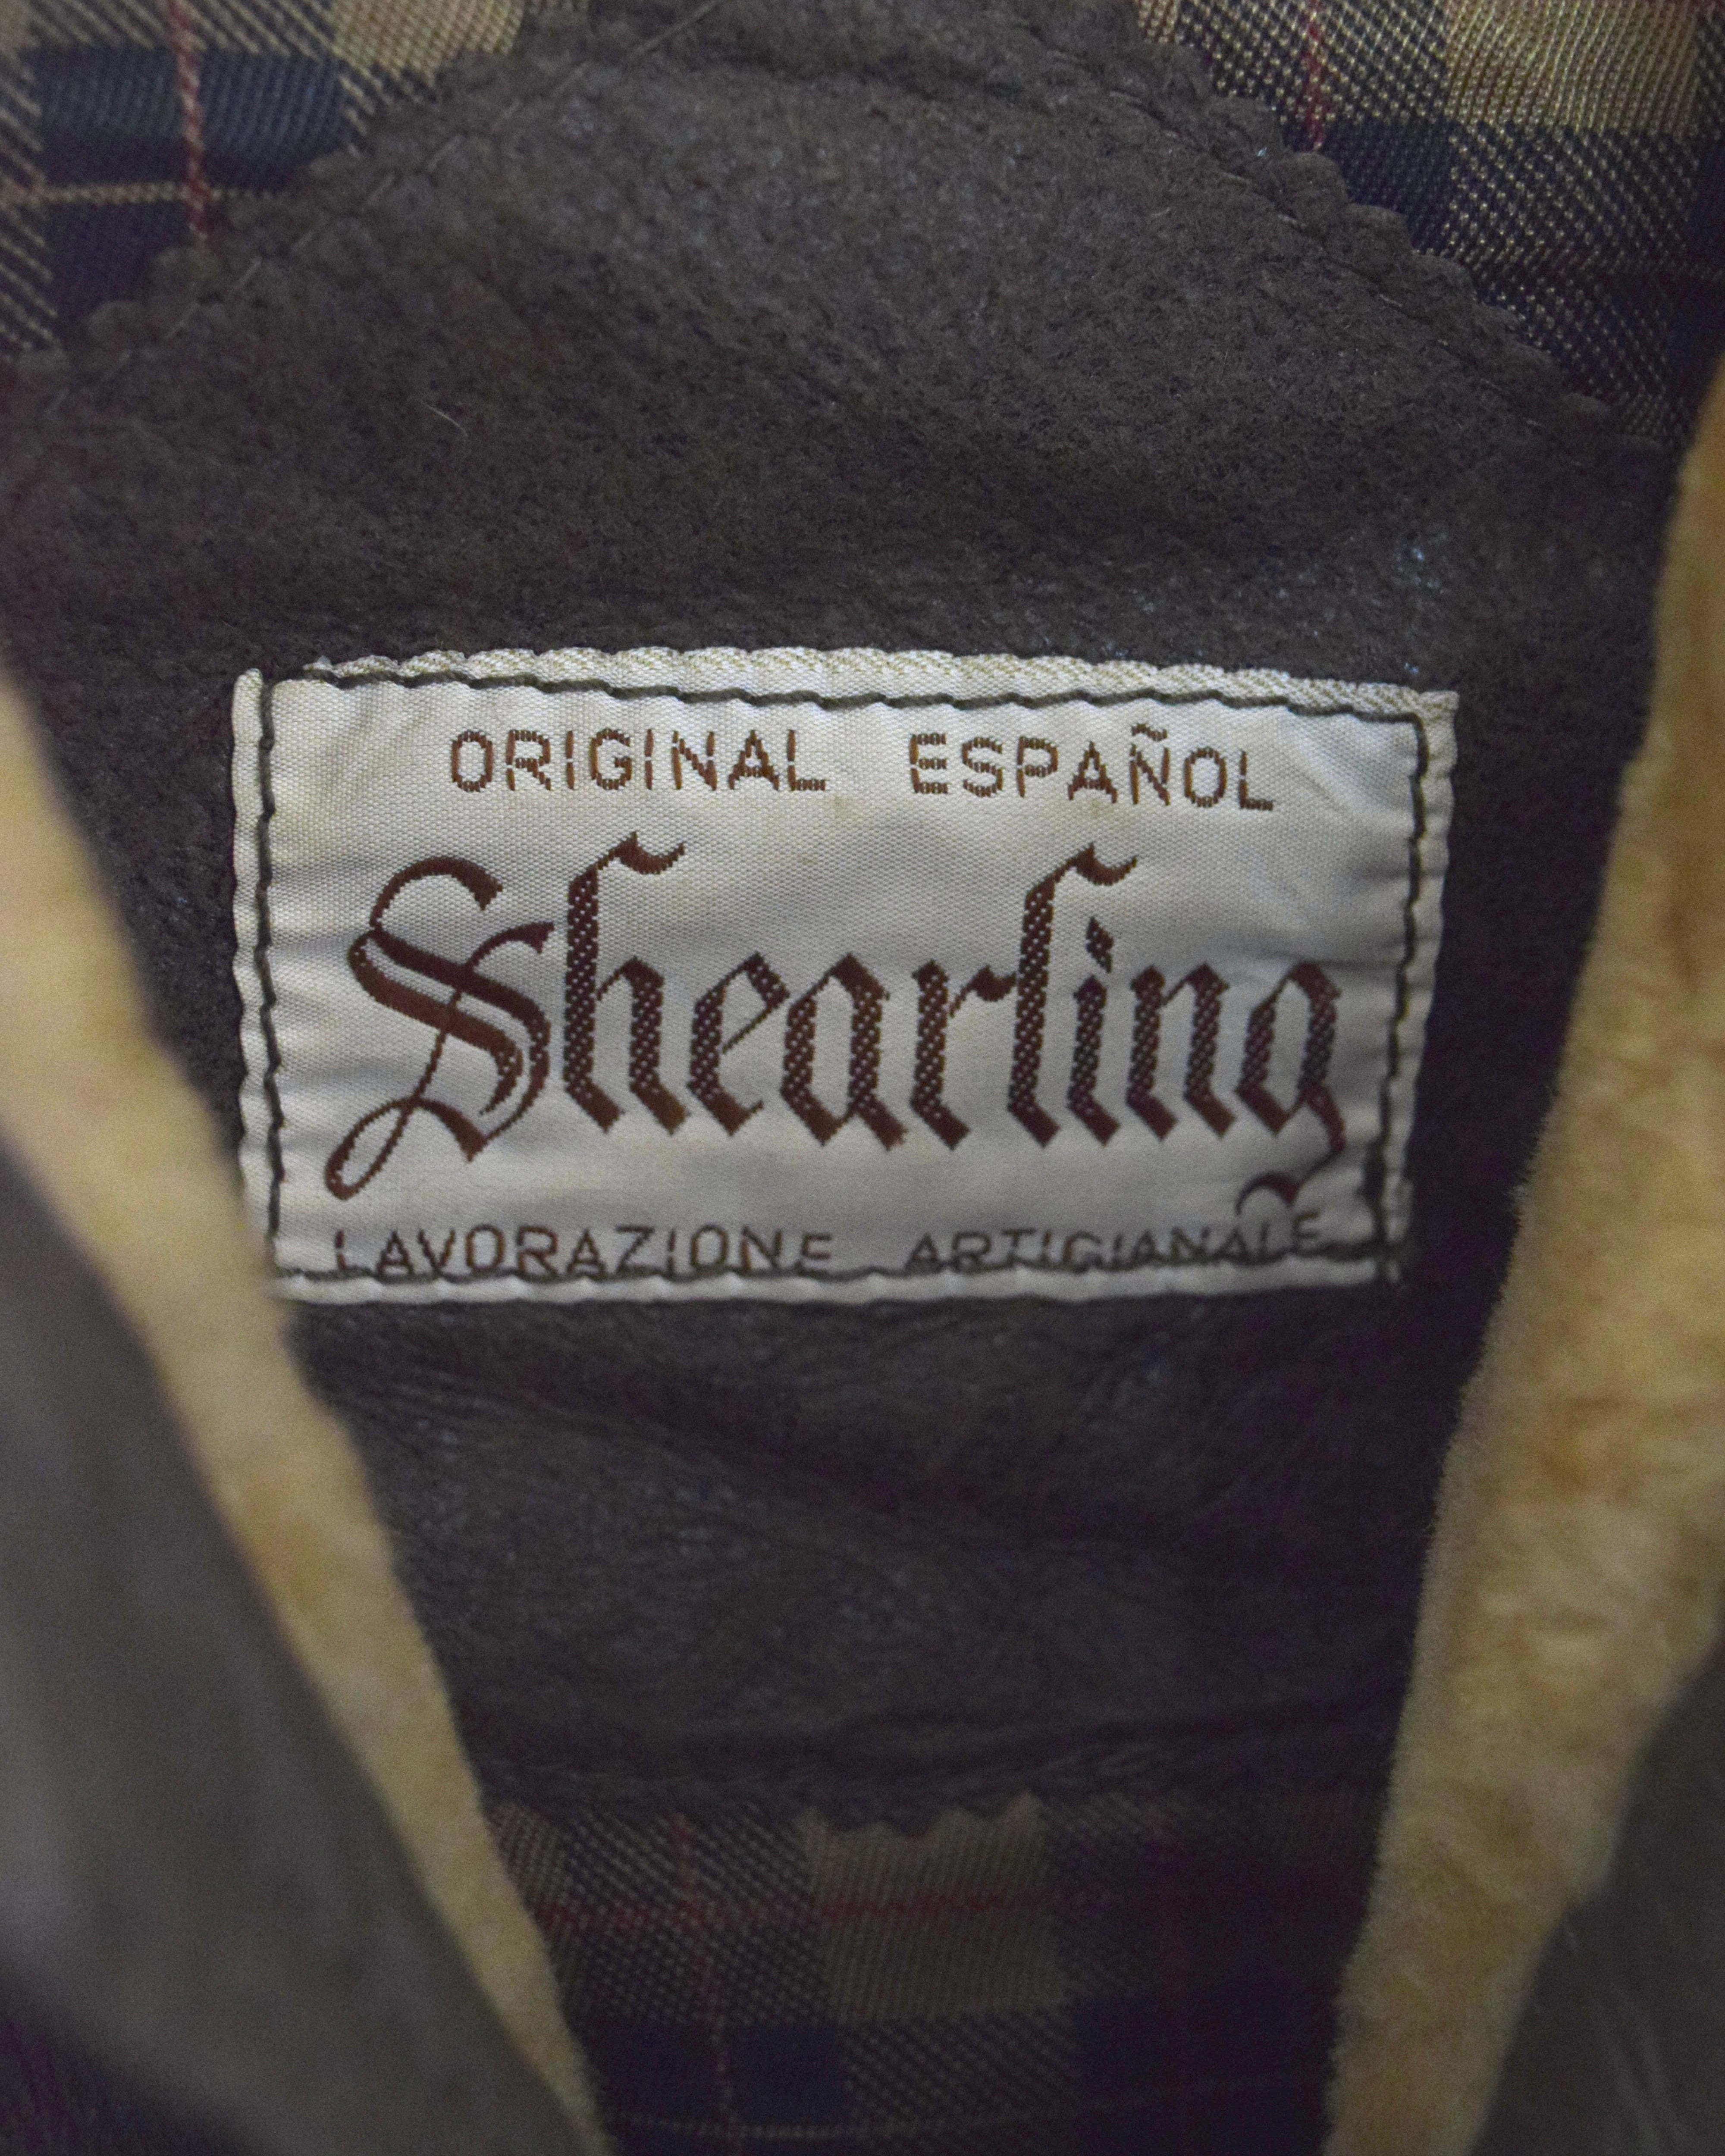 ORIGINAL ESPAÑOL
Shearling
LAVORAZIONE ARTIGIANALE